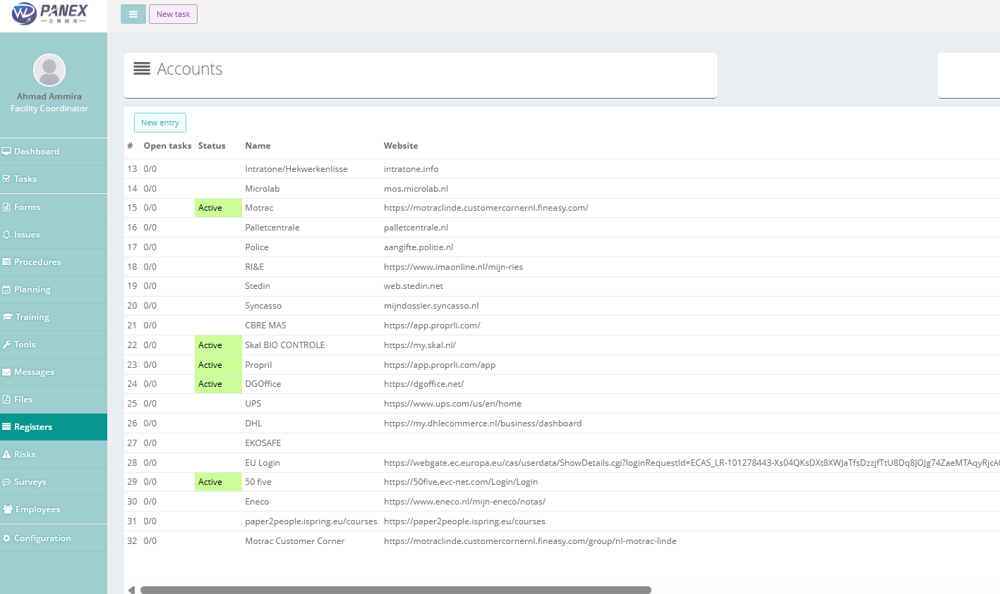 PANEX
泛鼎国际
New task
Ahmad Ammira
Facility Coordinator
Dashboard
Tasks
Forms
Issues
Procedures
Planning
Training
Tools
Messages
Files
Registers
Risks
Surveys
Employees
Configuration
Accounts
New entry
# Open tasks Status Name Website
13 0/0 Intratone/Hekwerkenlisse intratone.info
14 0/0 Microlab mos.microlab.nl
15 0/0 Active Motrac https://motraclinde.customercornernl.fineasy.com/
16 0/0 Palletcentrale palletcentrale.nl
17 0/0 Police aangifte.politie.nl
18 0/0 RI&E https://www.imaonline.nl/mijn-ries
19 0/0 Stedin web.stedin.net
20 0/0 Syncasso mijndossier.syncasso.nl
21 0/0 CBRE MAS https://app.proprli.com/
22 0/0 Active Skal BIO CONTROLE https://my.skal.nl/
23 0/0 Active Propril https://app.proprli.com/app
24 0/0 Active DGOffice https://dgoffice.net/
25 0/0 UPS https://www.ups.com/us/en/home
26 0/0 DHL https://my.dhlecommerce.nl/business/dashboard
27 0/0 EKOSAFE
28 0/0 EU Login https://webgate.ec.europa.eu/cas/userdata/ShowDetails.cgi?loginRequestId=ECAS_LR-101278443-Xs04QKsDXt8XWJaTfsDzzjfTtU8Dq8JOJg74ZaeMTAqyRjcA
29 0/0 Active 50 five https://50five.evc-net.com/Login/Login
30 0/0 Eneco https://www.eneco.nl/mijn-eneco/notas/
31 0/0 paper2people.ispring.eu/courses https://paper2people.ispring.eu/courses
32 0/0 Motrac Customer Corner https://motraclinde.customercornernl.fineasy.com/group/nl-motrac-linde